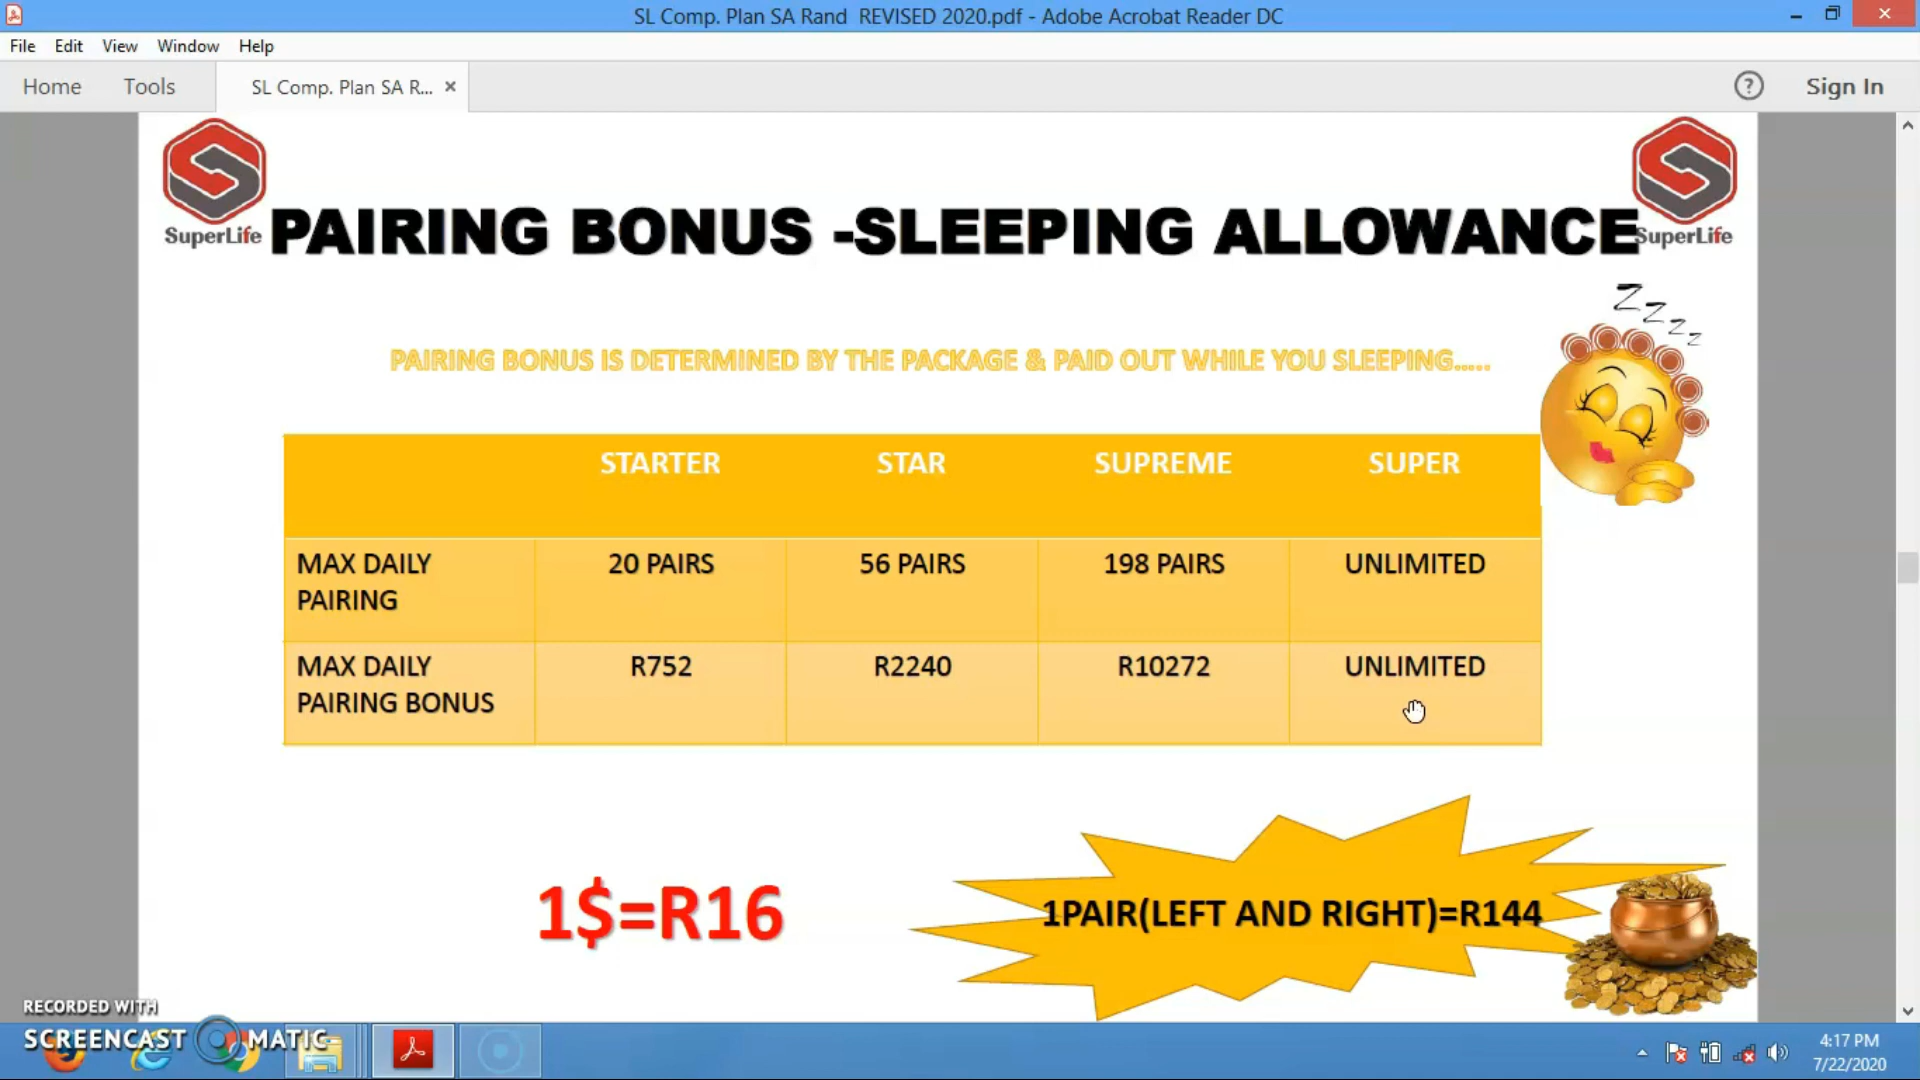 SL Comp. Plan SA Rand  REVISED 2020.pdf - Adobe Acrobat Reader DC
File Edit View Window Help
Home Tools SL Comp. Plan SA R... × ? Sign In
SuperLife
SuperLife
PAIRING BONUS -SLEEPING ALLOWANCE
Zzzz
PAIRING BONUS IS DETERMINED BY THE PACKAGE & PAID OUT WHILE YOU SLEEPING.....
STARTER STAR SUPREME SUPER
MAX DAILY PAIRING 20 PAIRS 56 PAIRS 198 PAIRS UNLIMITED
MAX DAILY PAIRING BONUS R752 R2240 R10272 UNLIMITED
1$=R16
1PAIR(LEFT AND RIGHT)=R144
RECORDED WITH
SCREENCAST MATIC
4:17 PM
7/22/2020